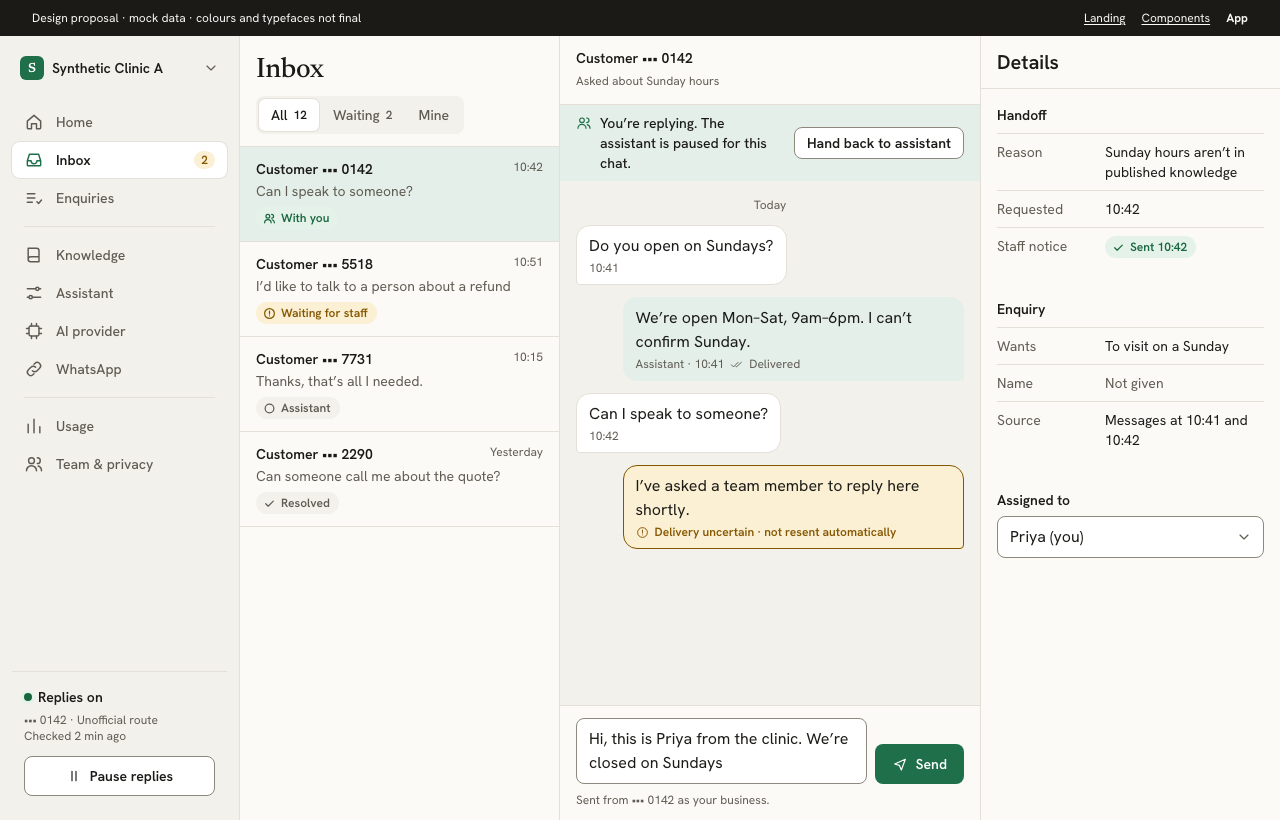 Design proposal · mock data · colours and typefaces not final
Landing
Components
App
S
Synthetic Clinic A
Home
Inbox
2
Enquiries
Knowledge
Assistant
AI provider
WhatsApp
Usage
Team & privacy
Replies on
▪▪▪ 0142 · Unofficial route
Checked 2 min ago
Pause replies
Inbox
All 12
Waiting 2
Mine
Customer ▪▪▪ 0142
10:42
Can I speak to someone?
With you
Customer ▪▪▪ 5518
10:51
I’d like to talk to a person about a refund
Waiting for staff
Customer ▪▪▪ 7731
10:15
Thanks, that’s all I needed.
Assistant
Customer ▪▪▪ 2290
Yesterday
Can someone call me about the quote?
Resolved
Customer ▪▪▪ 0142
Asked about Sunday hours
You’re replying. The
assistant is paused for this
chat.
Hand back to assistant
Today
Do you open on Sundays?
10:41
We’re open Mon–Sat, 9am–6pm. I can’t
confirm Sunday.
Assistant · 10:41 Delivered
Can I speak to someone?
10:42
I’ve asked a team member to reply here
shortly.
Delivery uncertain · not resent automatically
Hi, this is Priya from the clinic. We’re
closed on Sundays
Send
Sent from ▪▪▪ 0142 as your business.
Details
Handoff
Reason
Sunday hours aren’t in
published knowledge
Requested
10:42
Staff notice
Sent 10:42
Enquiry
Wants
To visit on a Sunday
Name
Not given
Source
Messages at 10:41 and
10:42
Assigned to
Priya (you)